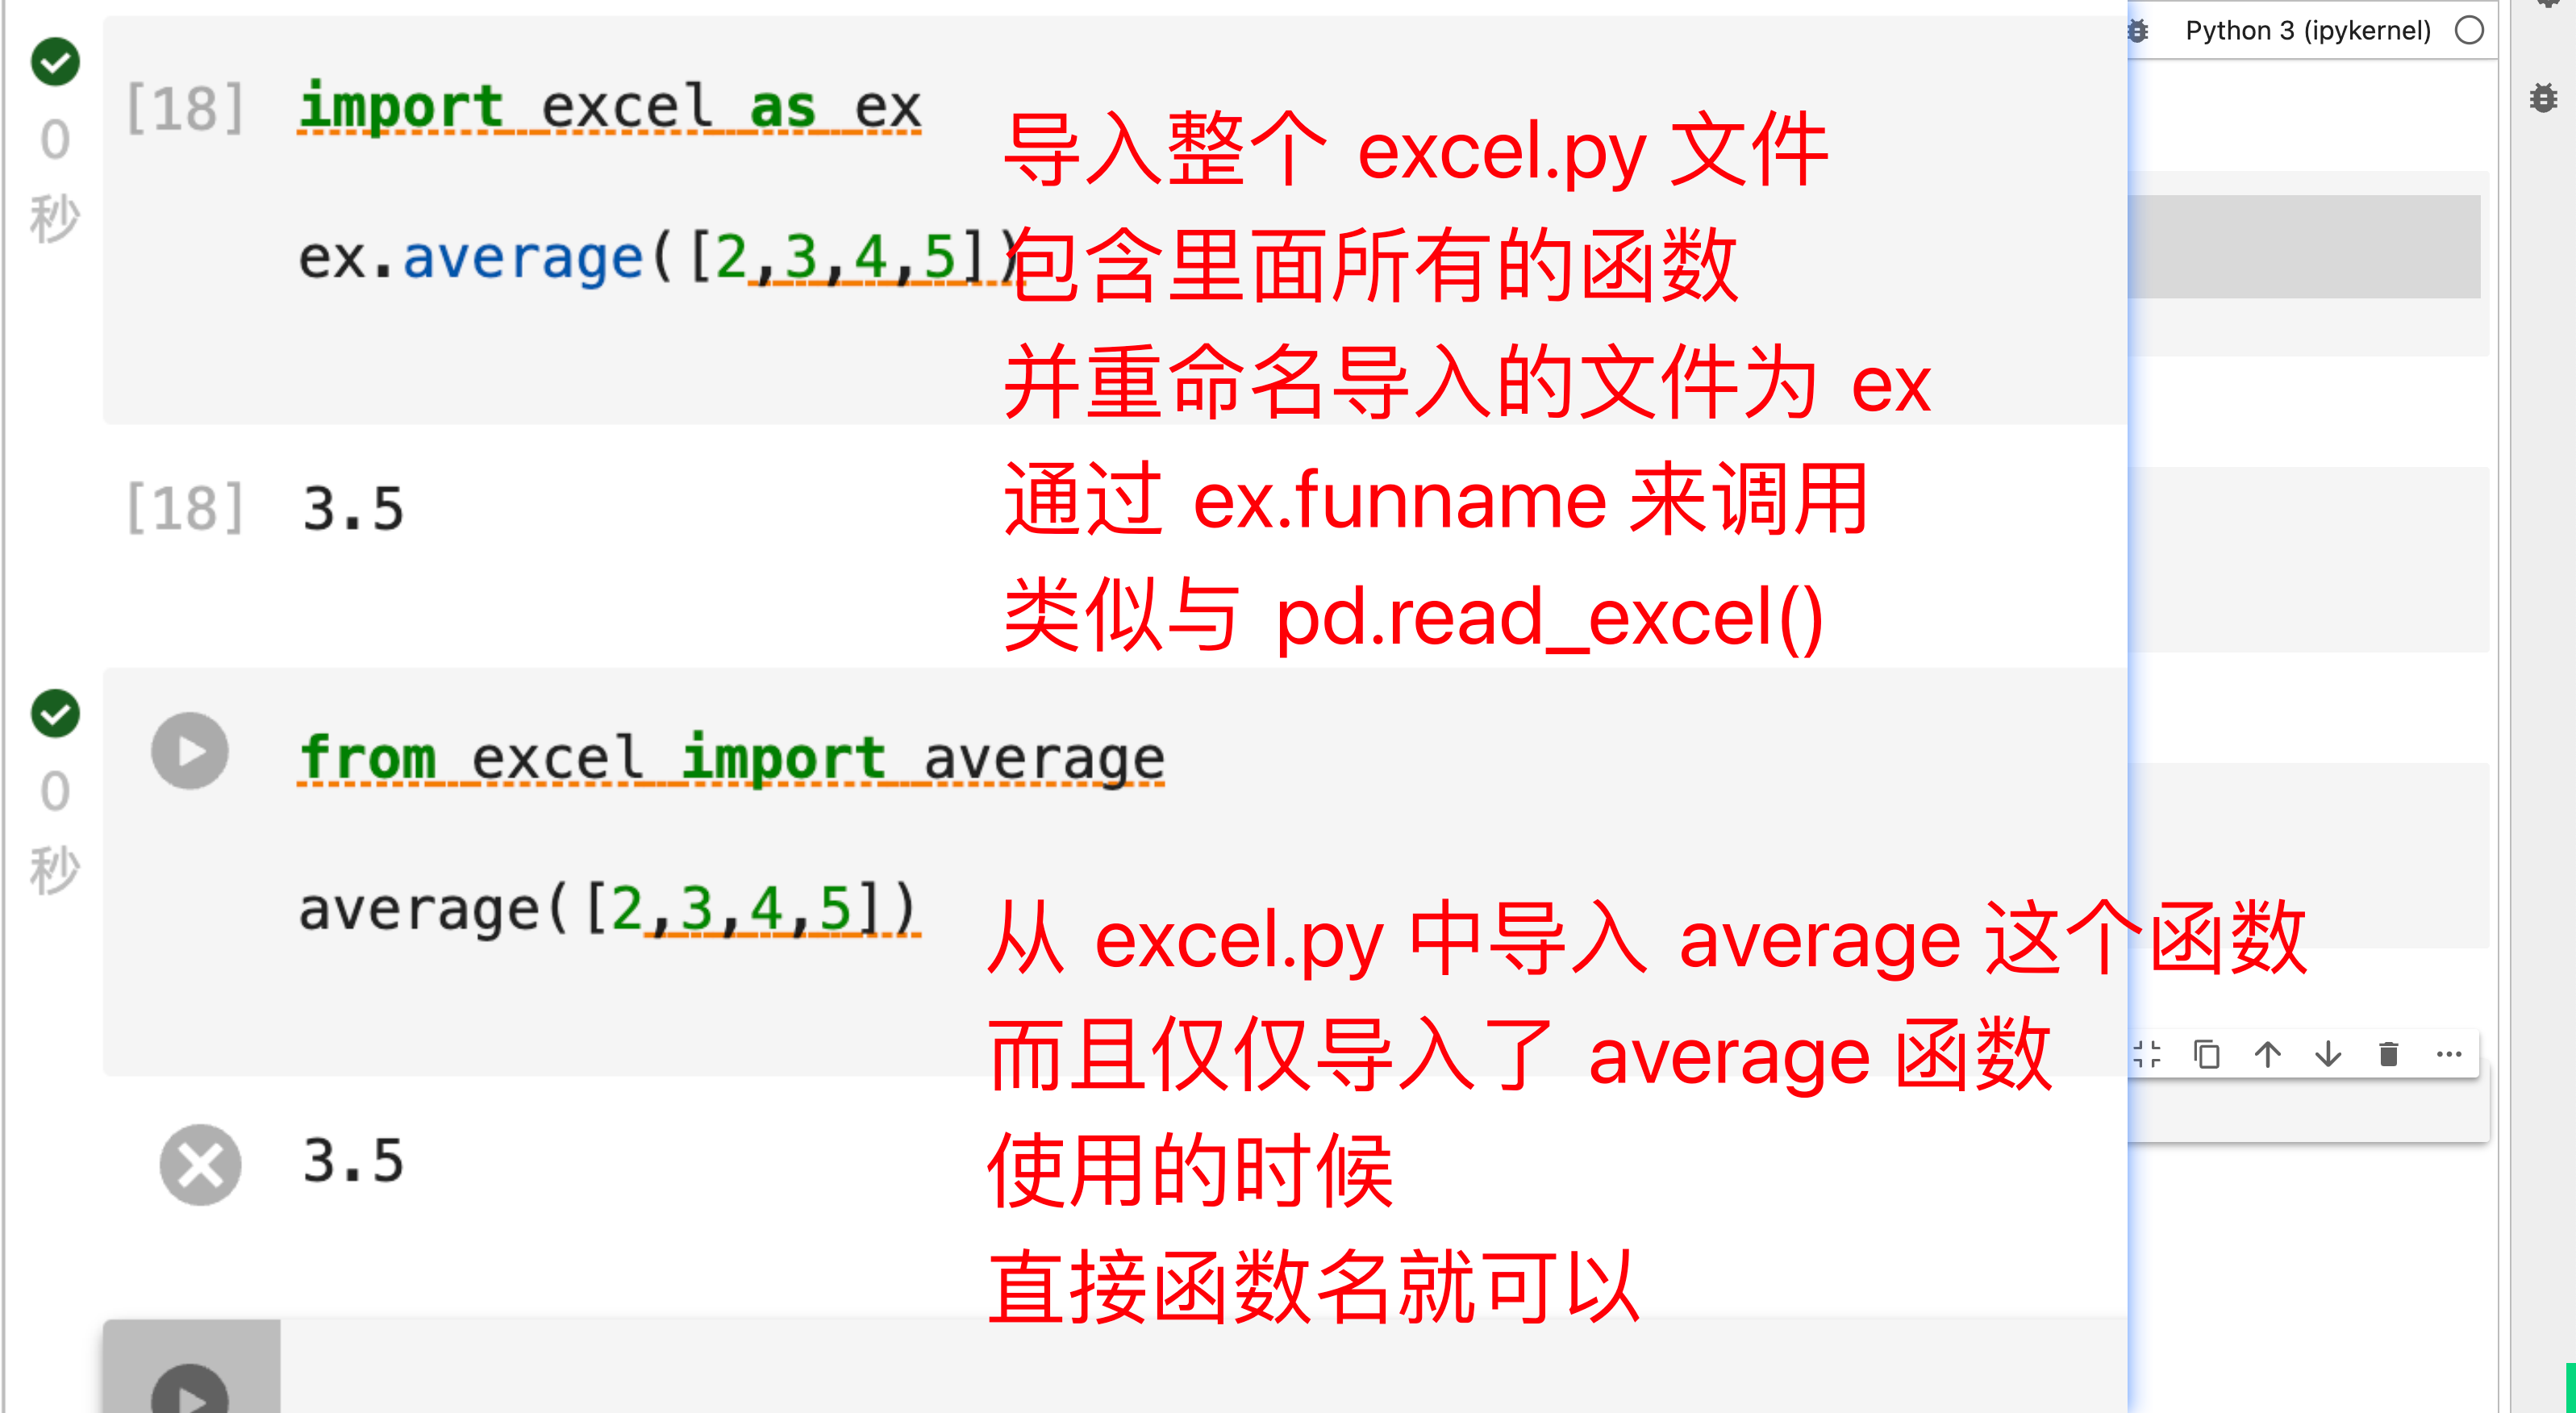 Python 3 (ipykernel)
[18] import excel as ex
导入整个 excel.py 文件
0
秒
ex.average([2,3,4,5])
包含里面所有的函数
并重命名导入的文件为 ex
[18] 3.5
通过 ex.funname 来调用
类似与 pd.read_excel()
from excel import average
0
秒
average([2,3,4,5])
从 excel.py 中导入 average 这个函数
而且仅仅导入了 average 函数
3.5
使用的时候
直接函数名就可以